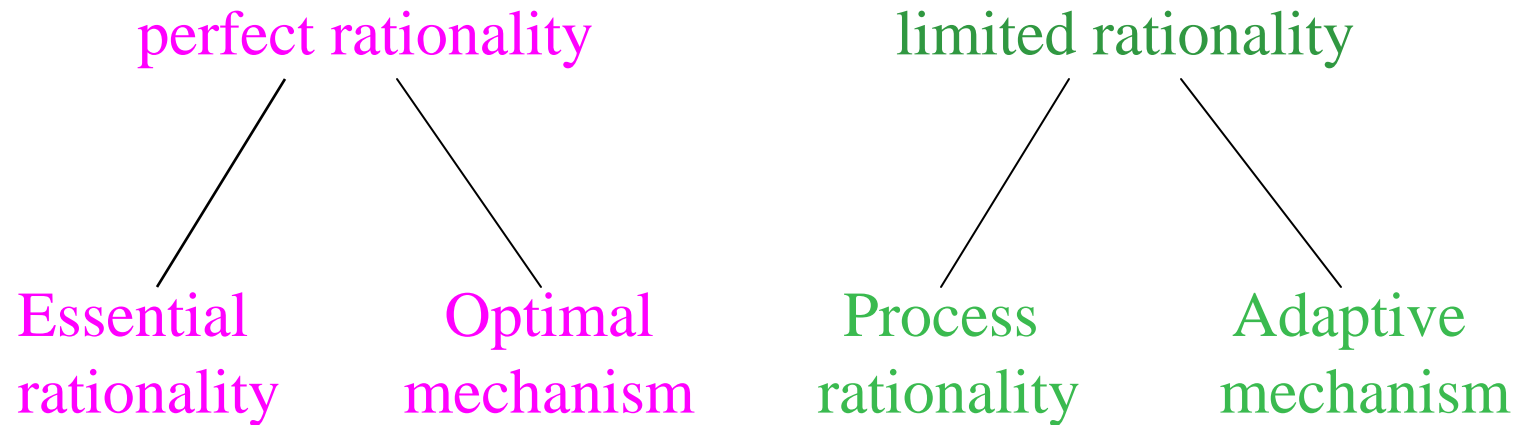 perfect rationality
limited rationality
Essential
rationality
Optimal
mechanism
Process
rationality
Adaptive
mechanism